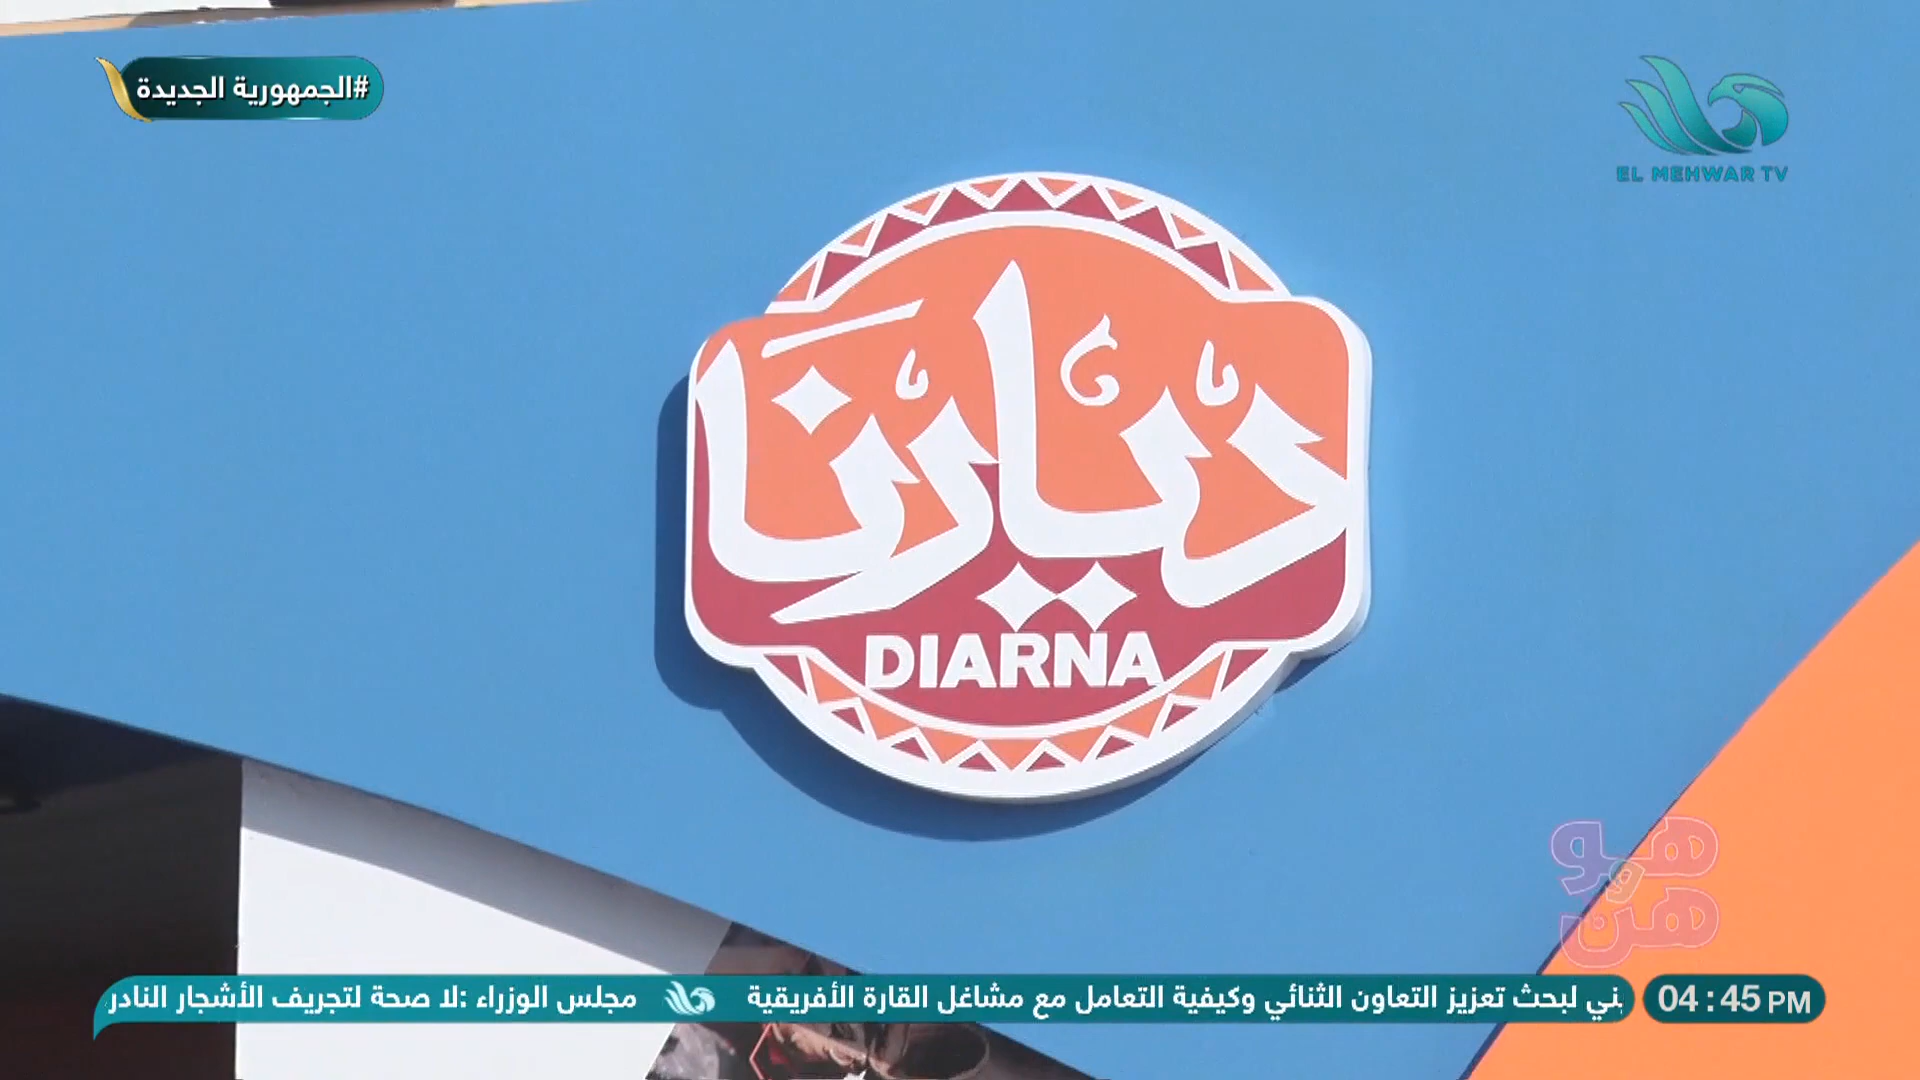 #الجمهورية الجديدة
EL MEHWAR TV
ديارنا
DIARNA
هو
و
هن
ني لبحث تعزيز التعاون الثنائي وكيفية التعامل مع مشاغل القارة الأفريقية
مجلس الوزراء :لا صحة لتجريف الأشجار النادر
04:45 PM